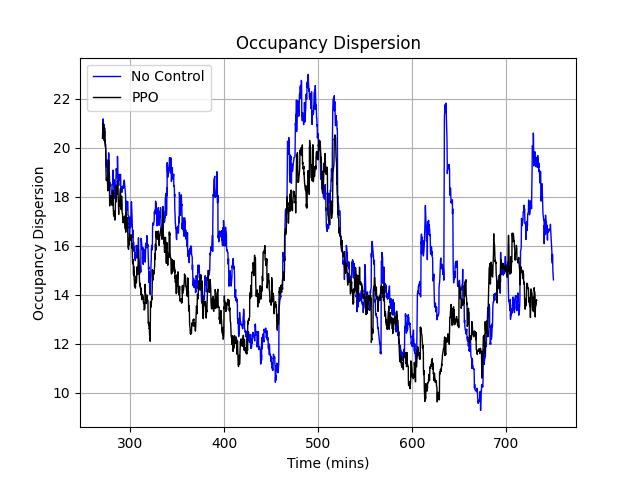 Occupancy Dispersion
No Control
PPO
22
20
18
16
14
12
10
Occupancy Dispersion
300 400 500 600 700
Time (mins)